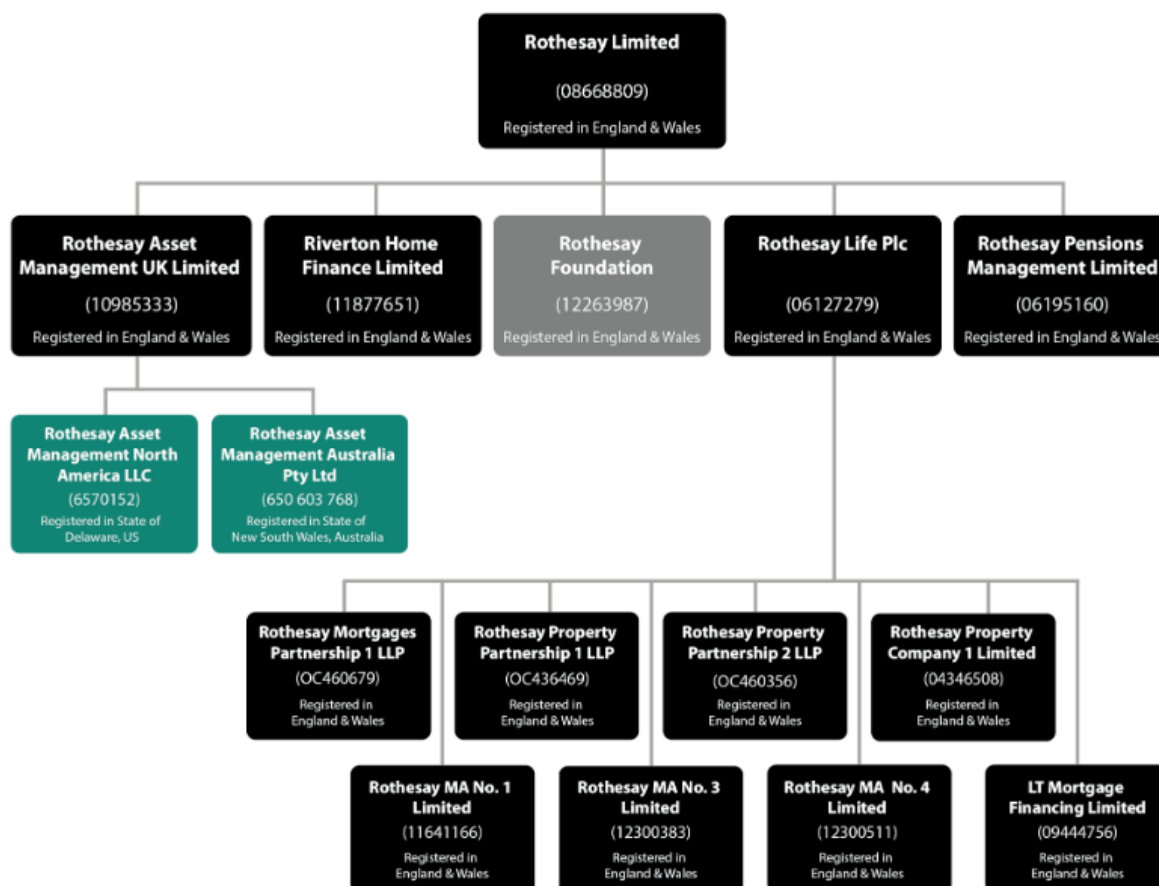 Rothesay Limited
(08668809)
Registered in England & Wales
Rothesay Asset
Management UK Limited
(10985333)
Registered in England & Wales
Riverton Home
Finance Limited
(11877651)
Registered in England & Wales
Rothesay
Foundation
(12263987)
Registered in England & Wales
Rothesay Life Plc
(06127279)
Registered in England & Wales
Rothesay Pensions
Management Limited
(06195160)
Registered in England & Wales
Rothesay Asset
Management North
America LLC
(6570152)
Registered in State of
Delaware, US
Rothesay Asset
Management Australia
Pty Ltd
(650 603 768)
Registered in State of
New South Wales, Australia
Rothesay Mortgages
Partnership 1 LLP
(OC460679)
Registered in
England & Wales
Rothesay Property
Partnership 1 LLP
(OC436469)
Registered in
England & Wales
Rothesay Property
Partnership 2 LLP
(OC460356)
Registered in
England & Wales
Rothesay Property
Company 1 Limited
(04346508)
Registered in
England & Wales
Rothesay MA No. 1
Limited
(11641166)
Registered in
England & Wales
Rothesay MA No. 3
Limited
(12300383)
Registered in
England & Wales
Rothesay MA No. 4
Limited
(12300511)
Registered in
England & Wales
LT Mortgage
Financing Limited
(09444756)
Registered in
England & Wales